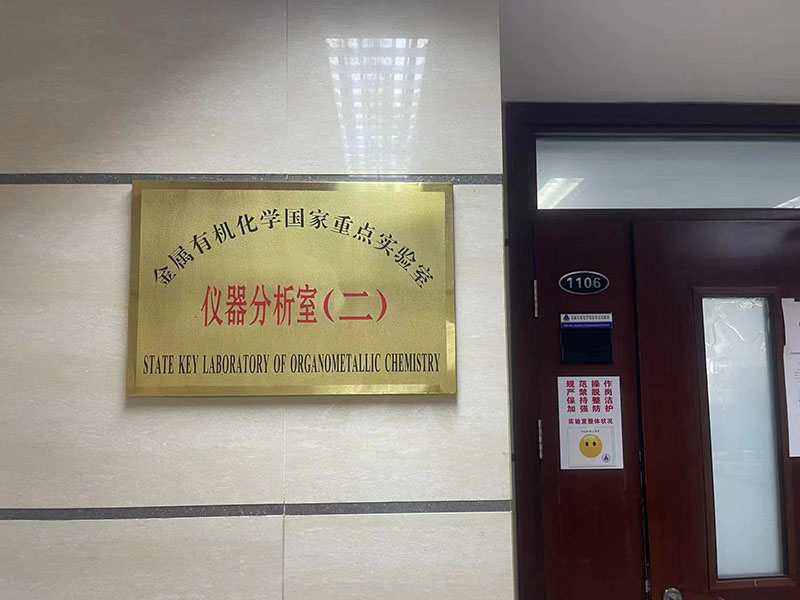 金属有机化学国家重点实验室
仪器分析室(二)
STATE KEY LABORATORY OF ORGANOMETALLIC CHEMISTRY
1106
规范操作
严禁脱岗
保持整洁
加强防护
实验室整体状况